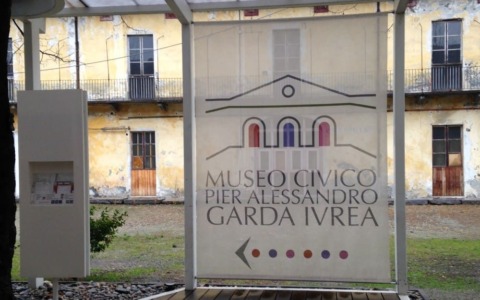 MUSEO CIVICO
PIER ALESSANDRO
GARDA IVREA